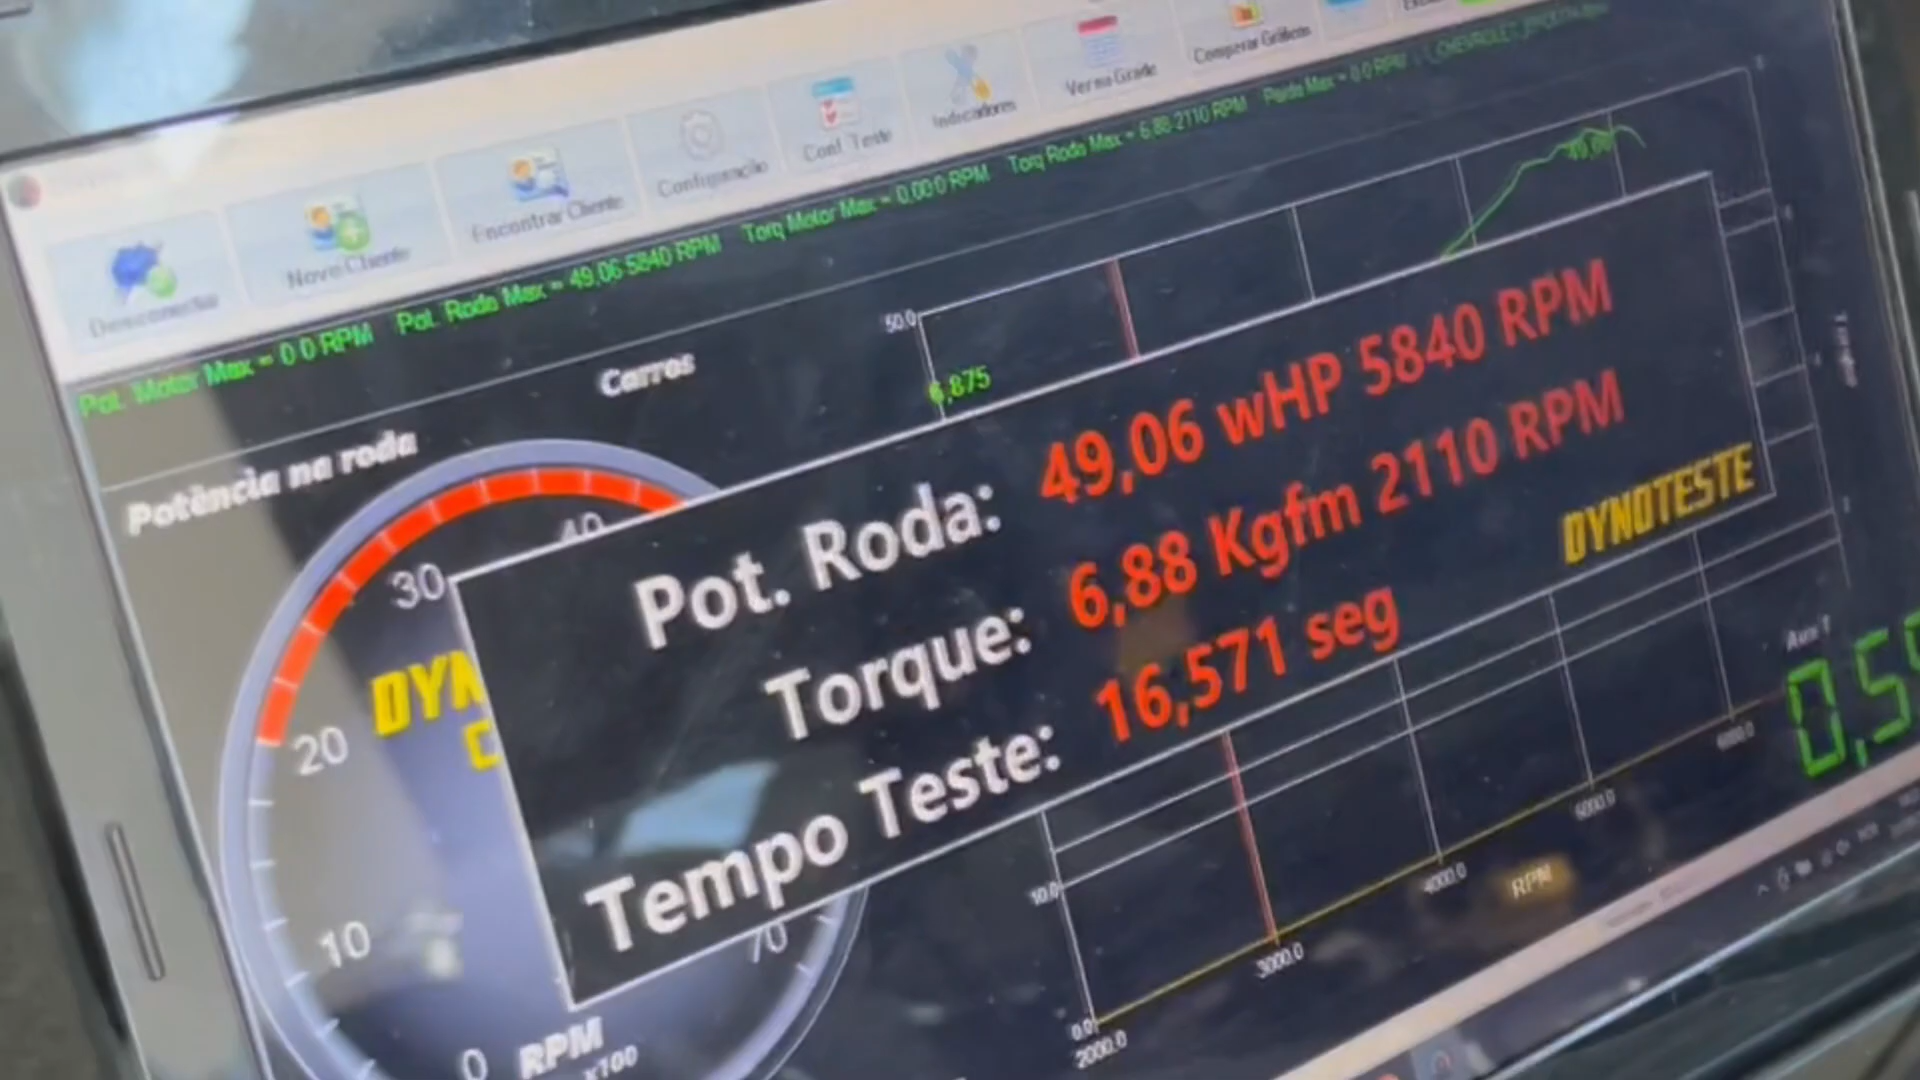 Desconecta
Novo Cliente
Encontrar Cliente
Configuração
Conf. Teste
Indicadores
Ver na Grade
Comparar Gráficos
Pot. Motor Max = 0 0 RPM Pot. Roda Max = 49,06 5840 RPM Torq Motor Max = 0,00 0 RPM Torq Roda Max = 6,88-2110 RPM Perda Max = 0 0 RPM
Carros
Potência na roda
50.0
6,875
49,06
Pot. Roda: 49,06 wHP 5840 RPM
Torque: 6,88 Kgfm 2110 RPM
Tempo Teste: 16,571 seg
DYNOTESTE
40
30
20
10
0
70
DYN
RPM
x100
10.0
0.0
2000.0
3000.0
4000.0
RPM
6000.0